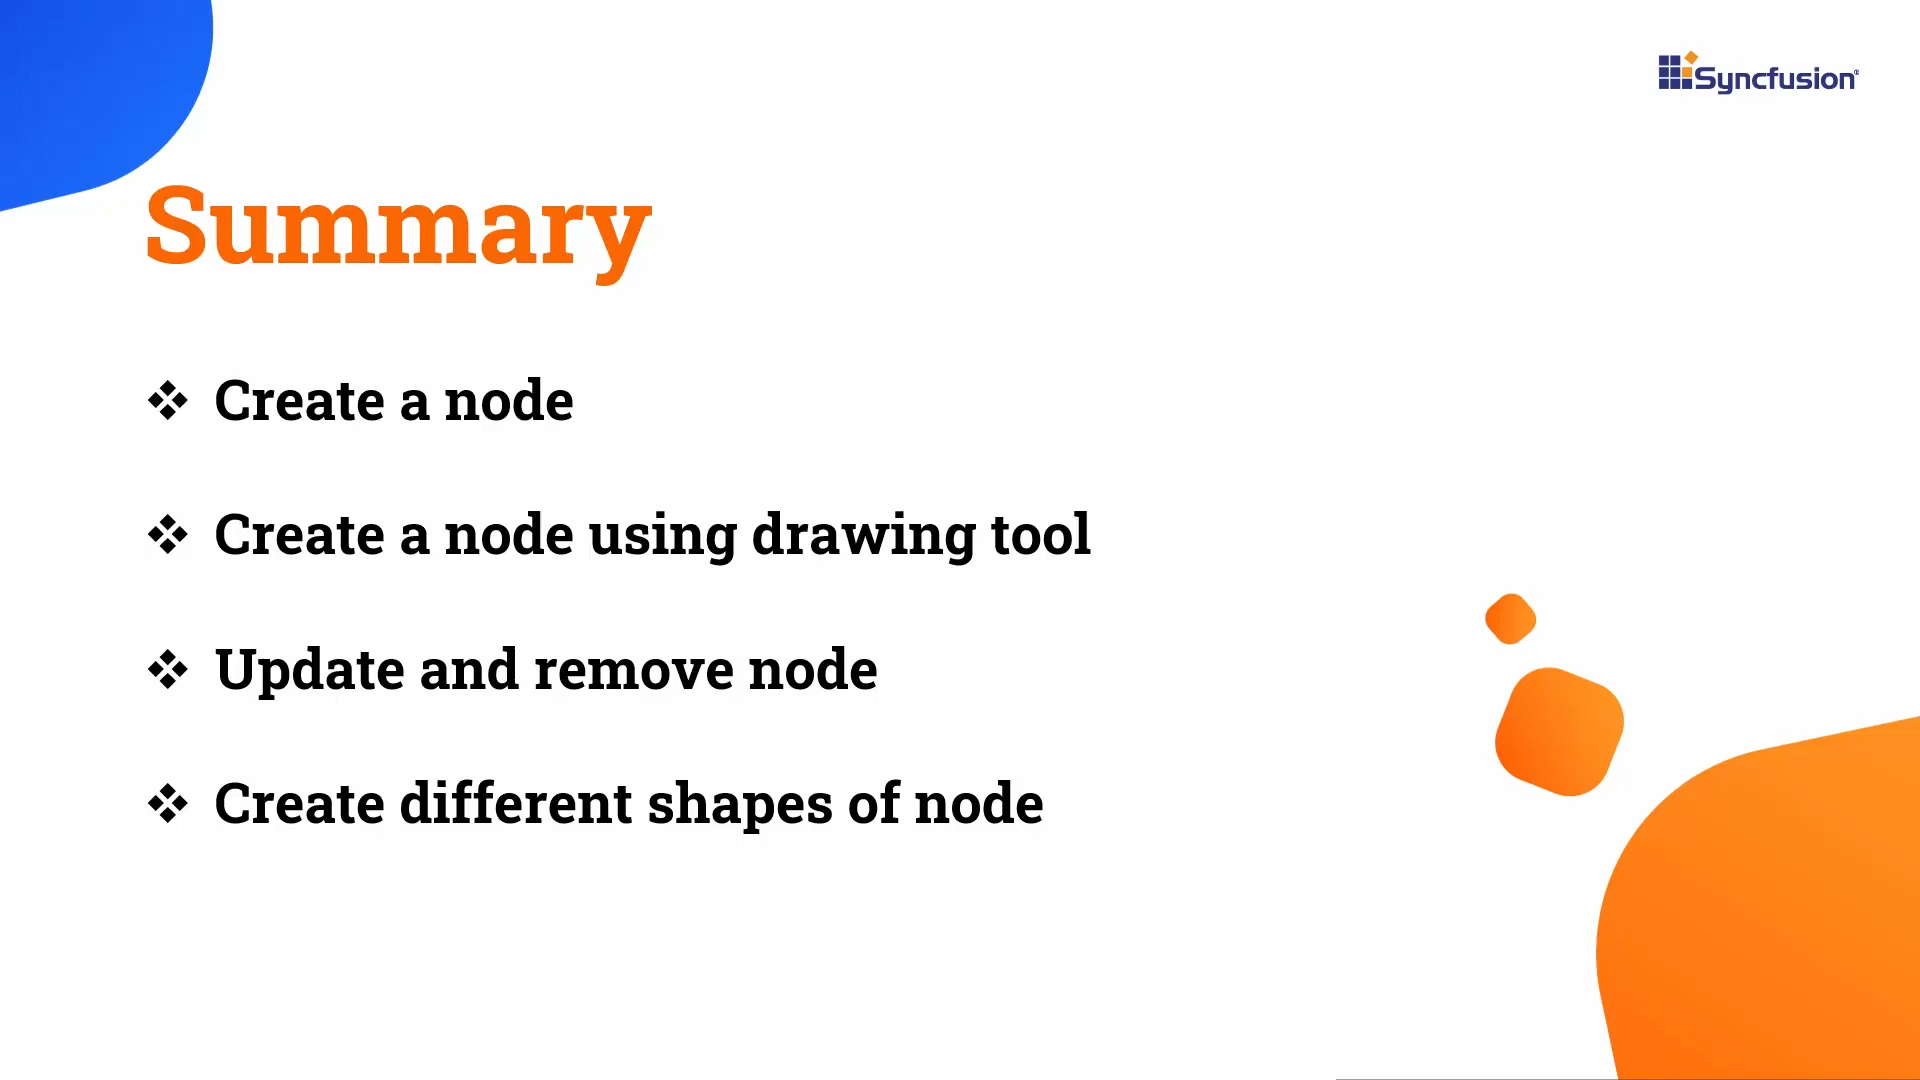 Syncfusion®
Summary
❖ Create a node
❖ Create a node using drawing tool
❖ Update and remove node
❖ Create different shapes of node